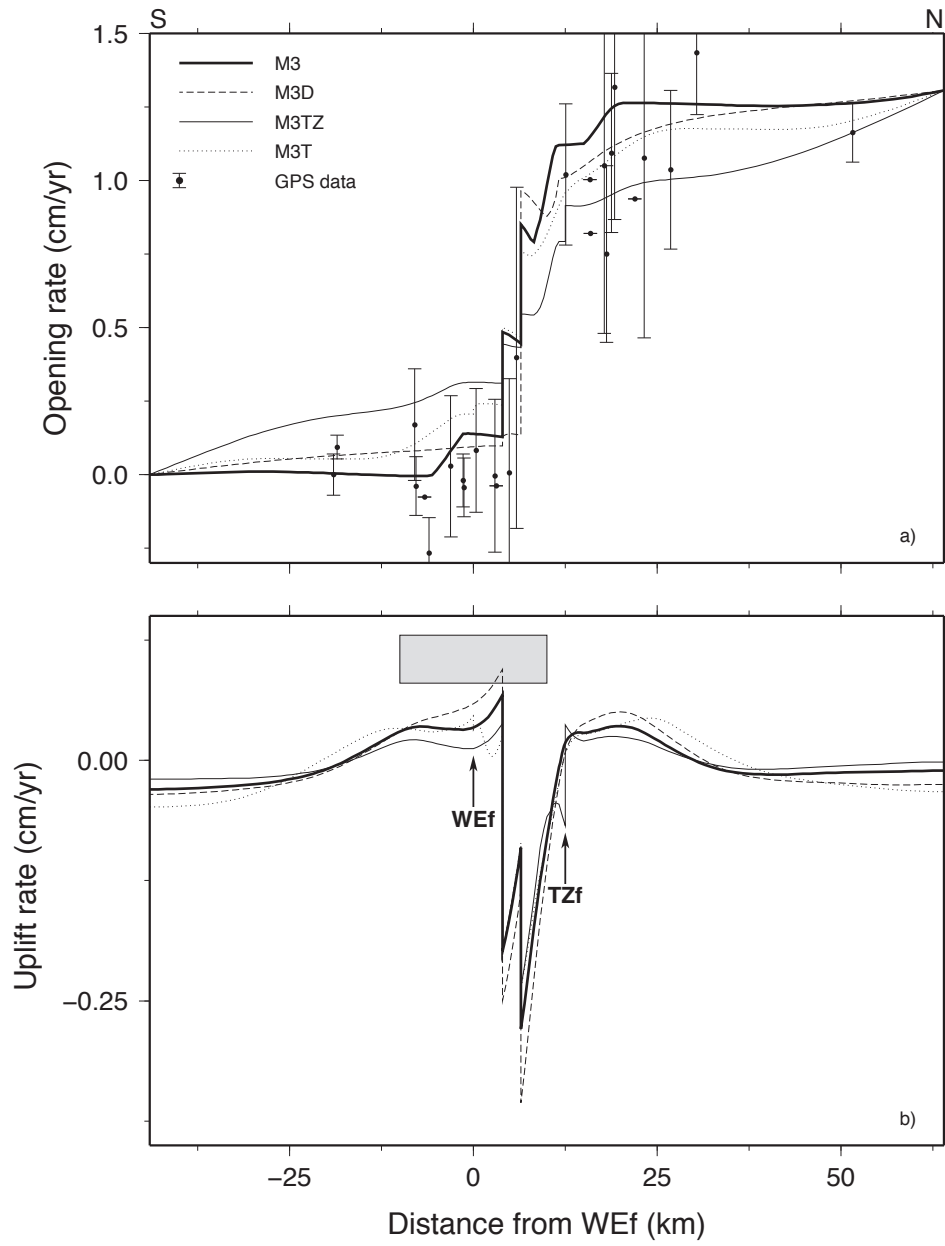 S N
1.5
1.0
0.5
0.0
Opening rate (cm/yr)
M3
M3D
M3TZ
M3T
GPS data
a)
0.00
−0.25
Uplift rate (cm/yr)
WEf
TZf
b)
−25 0 25 50
Distance from WEf (km)